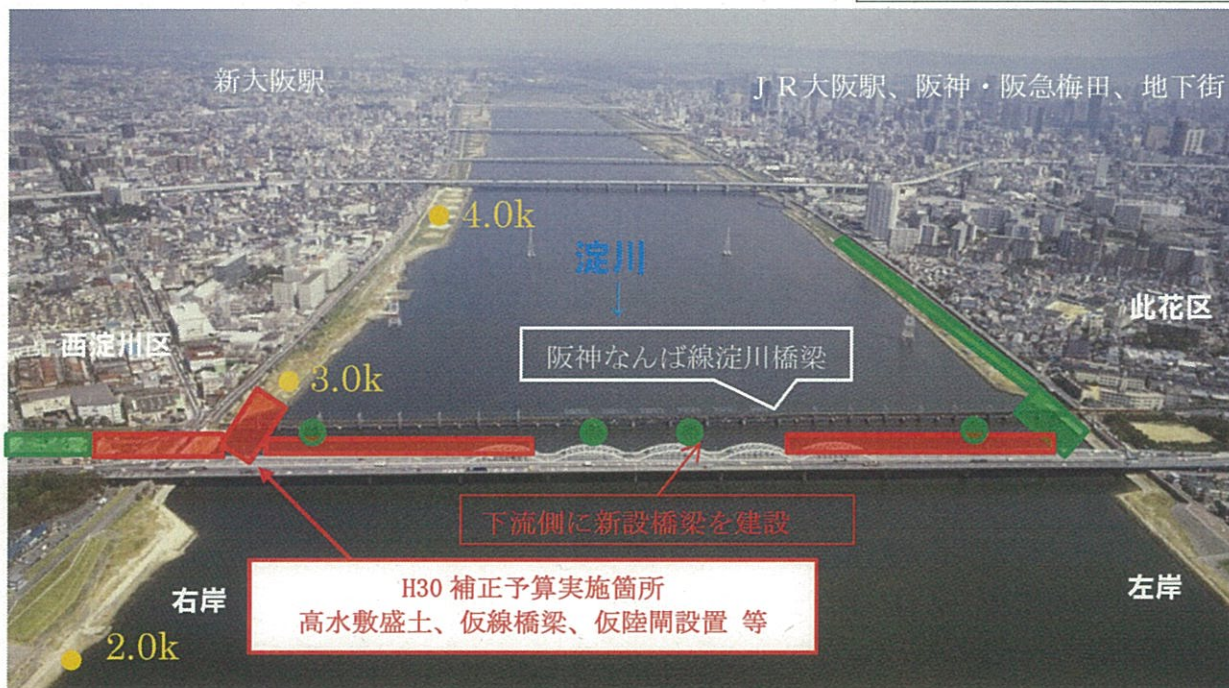 新大阪駅
JR大阪駅、阪神・阪急梅田、地下街
4.0k
淀川
此花区
西淀川区
阪神なんば線淀川橋梁
3.0k
下流側に新設橋梁を建設
H30 補正予算実施箇所
高水敷盛土、仮線橋梁、仮陸閘設置 等
右岸
左岸
2.0k